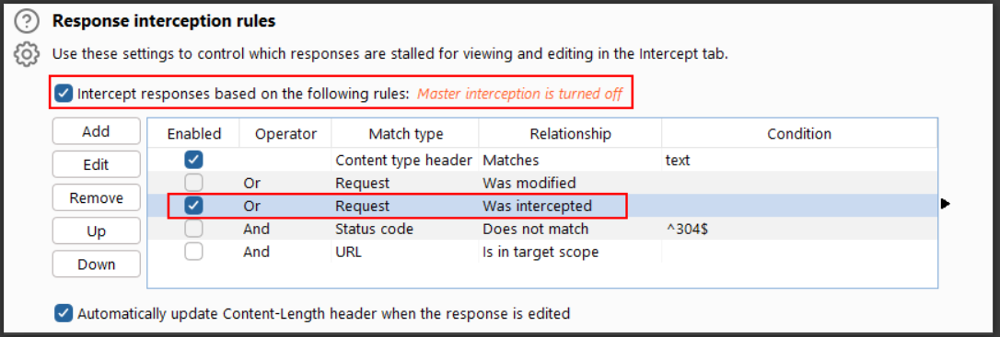 Response interception rules
Use these settings to control which responses are stalled for viewing and editing in the Intercept tab.
Intercept responses based on the following rules: Master interception is turned off
Add
Edit
Remove
Up
Down
Enabled Operator Match type Relationship Condition
Content type header Matches text
Or Request Was modified
Or Request Was intercepted
And Status code Does not match ^304$
And URL Is in target scope
Automatically update Content-Length header when the response is edited